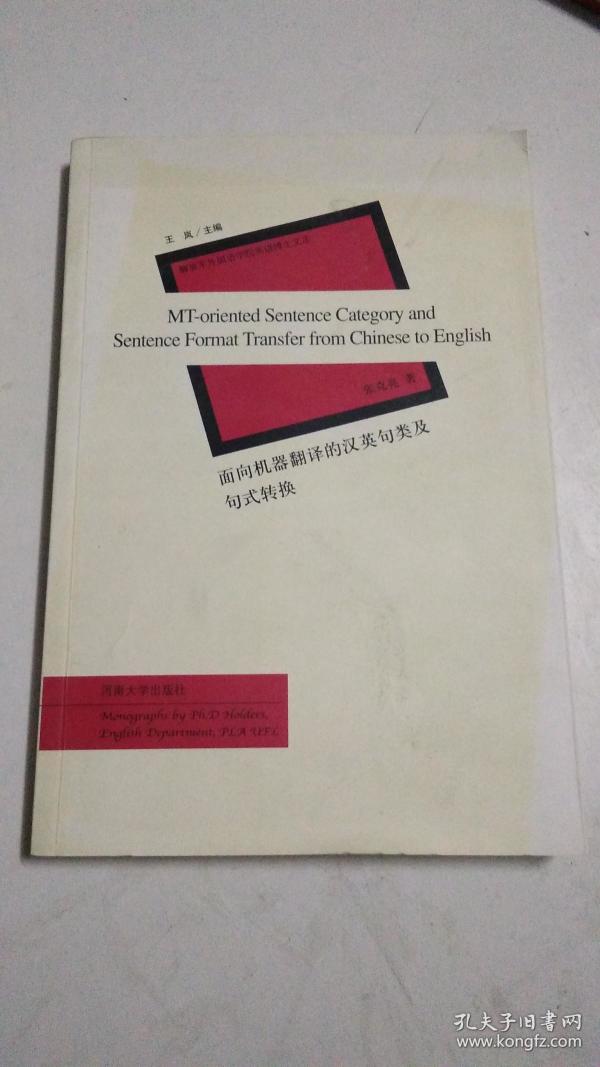 王 岚/主编
解放军外国语学院英语博士文库
MT-oriented Sentence Category and
Sentence Format Transfer from Chinese to English
张克亮 著
面向机器翻译的汉英句类及
句式转换
河南大学出版社
Monographs by Ph.D Holders,
English Department, PLA UFL
孔夫子旧書网
www.kongfz.com